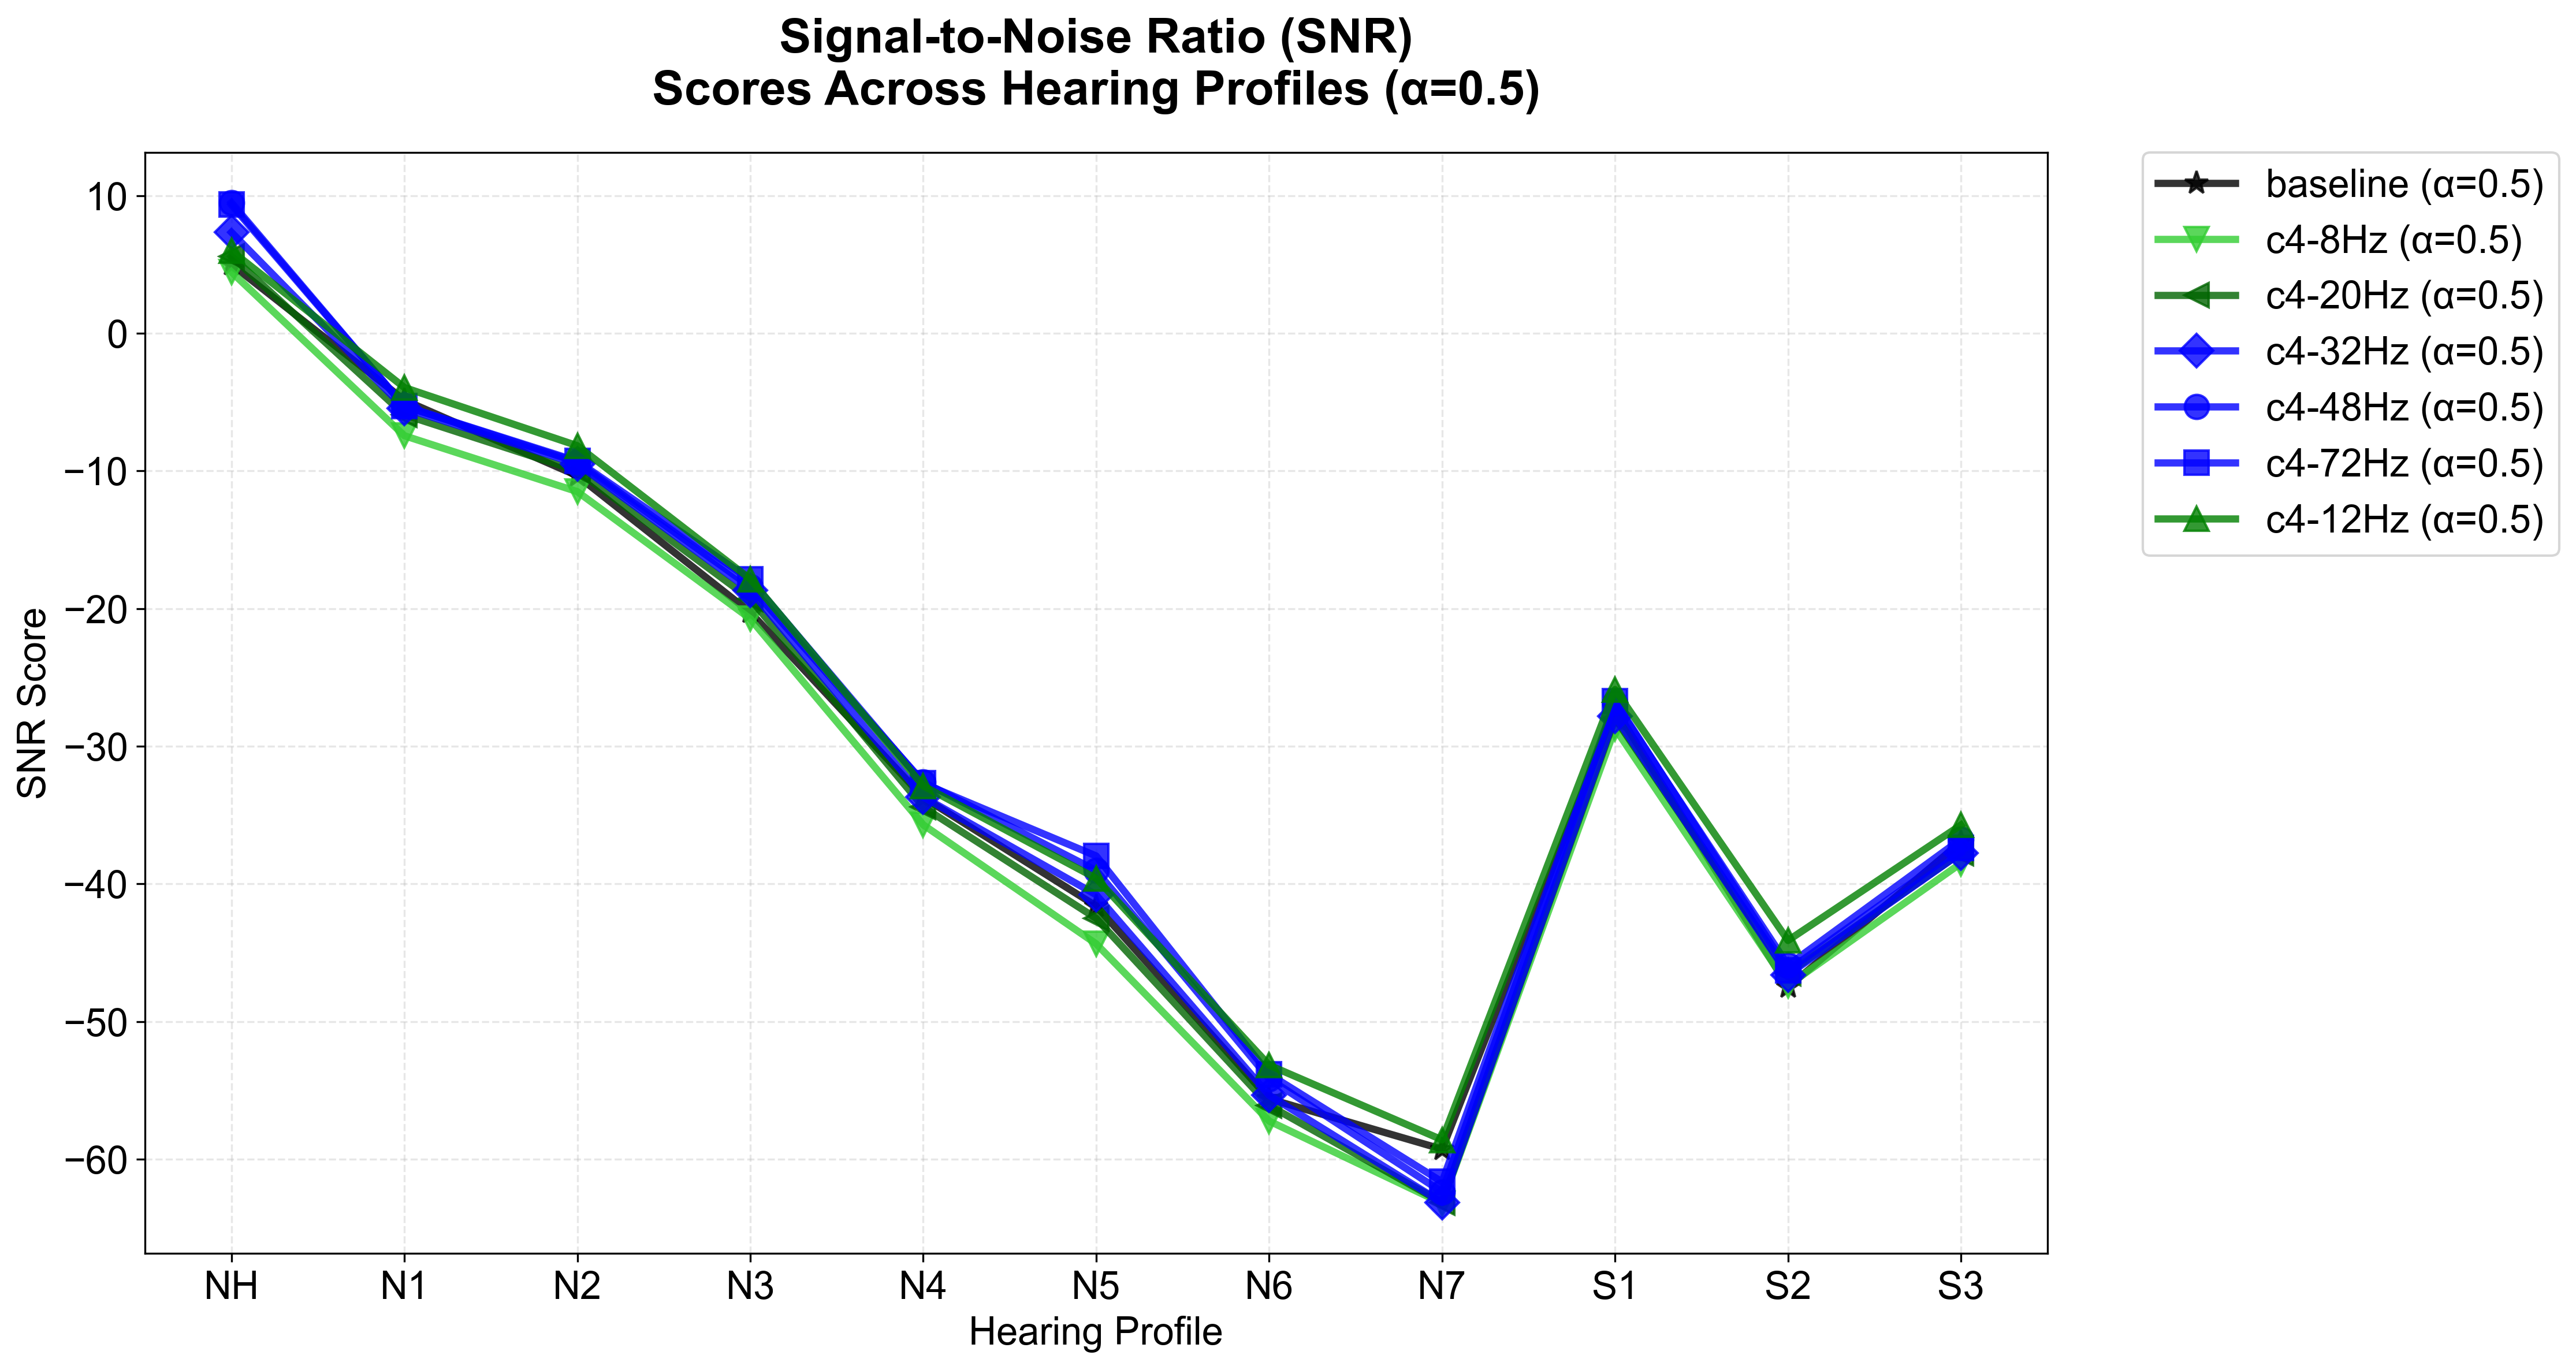 Signal-to-Noise Ratio (SNR)
Scores Across Hearing Profiles (α=0.5)
10
0
−10
−20
−30
−40
−50
−60
SNR Score
NH
N1
N2
N3
N4
N5
N6
N7
S1
S2
S3
Hearing Profile
baseline (α=0.5)
c4-8Hz (α=0.5)
c4-20Hz (α=0.5)
c4-32Hz (α=0.5)
c4-48Hz (α=0.5)
c4-72Hz (α=0.5)
c4-12Hz (α=0.5)